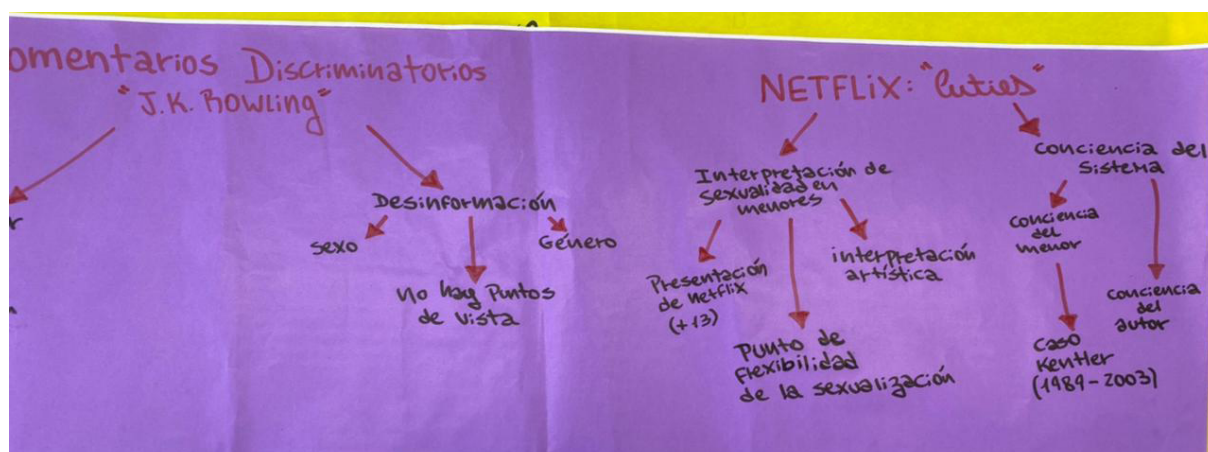 omentarios Discriminatorios
"J.K. Rowling"
r
Desinformación
sexo
Género
No hay Puntos
de vista
NETFLIX: "Cuties"
Interpretación de
sexualidad en
menores
Presentación
de Netflix
(+13)
Punto de
flexibilidad
de la sexualización
interpretación
artística
conciencia del
Sistema
conciencia
del
menor
caso
Kentler
(1989-2003)
conciencia
del
autor